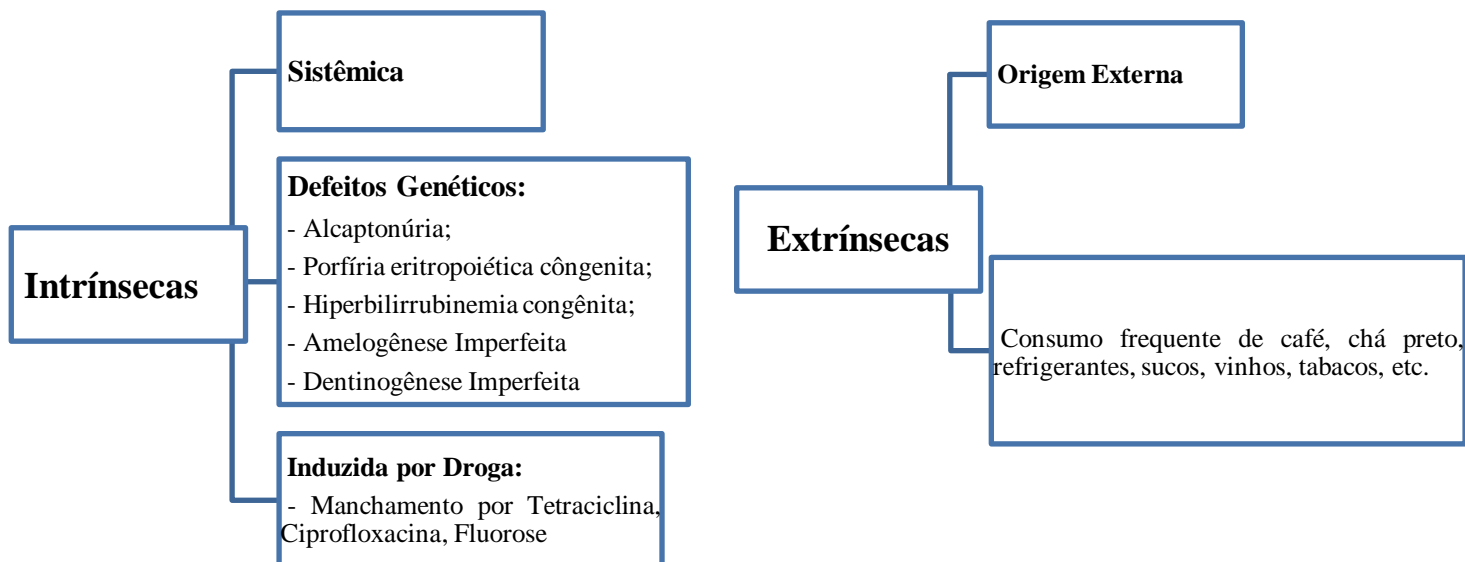 Intrínsecas
Sistêmica
Defeitos Genéticos:
- Alcaptonúria;
- Porfíria eritropoiética côngenita;
- Hiperbilirrubinemia congênita;
- Amelogênese Imperfeita
- Dentinogênese Imperfeita
Induzida por Droga:
- Manchamento por Tetraciclina,
Ciprofloxacina, Fluorose
Extrínsecas
Origem Externa
Consumo frequente de café, chá preto,
refrigerantes, sucos, vinhos, tabacos, etc.